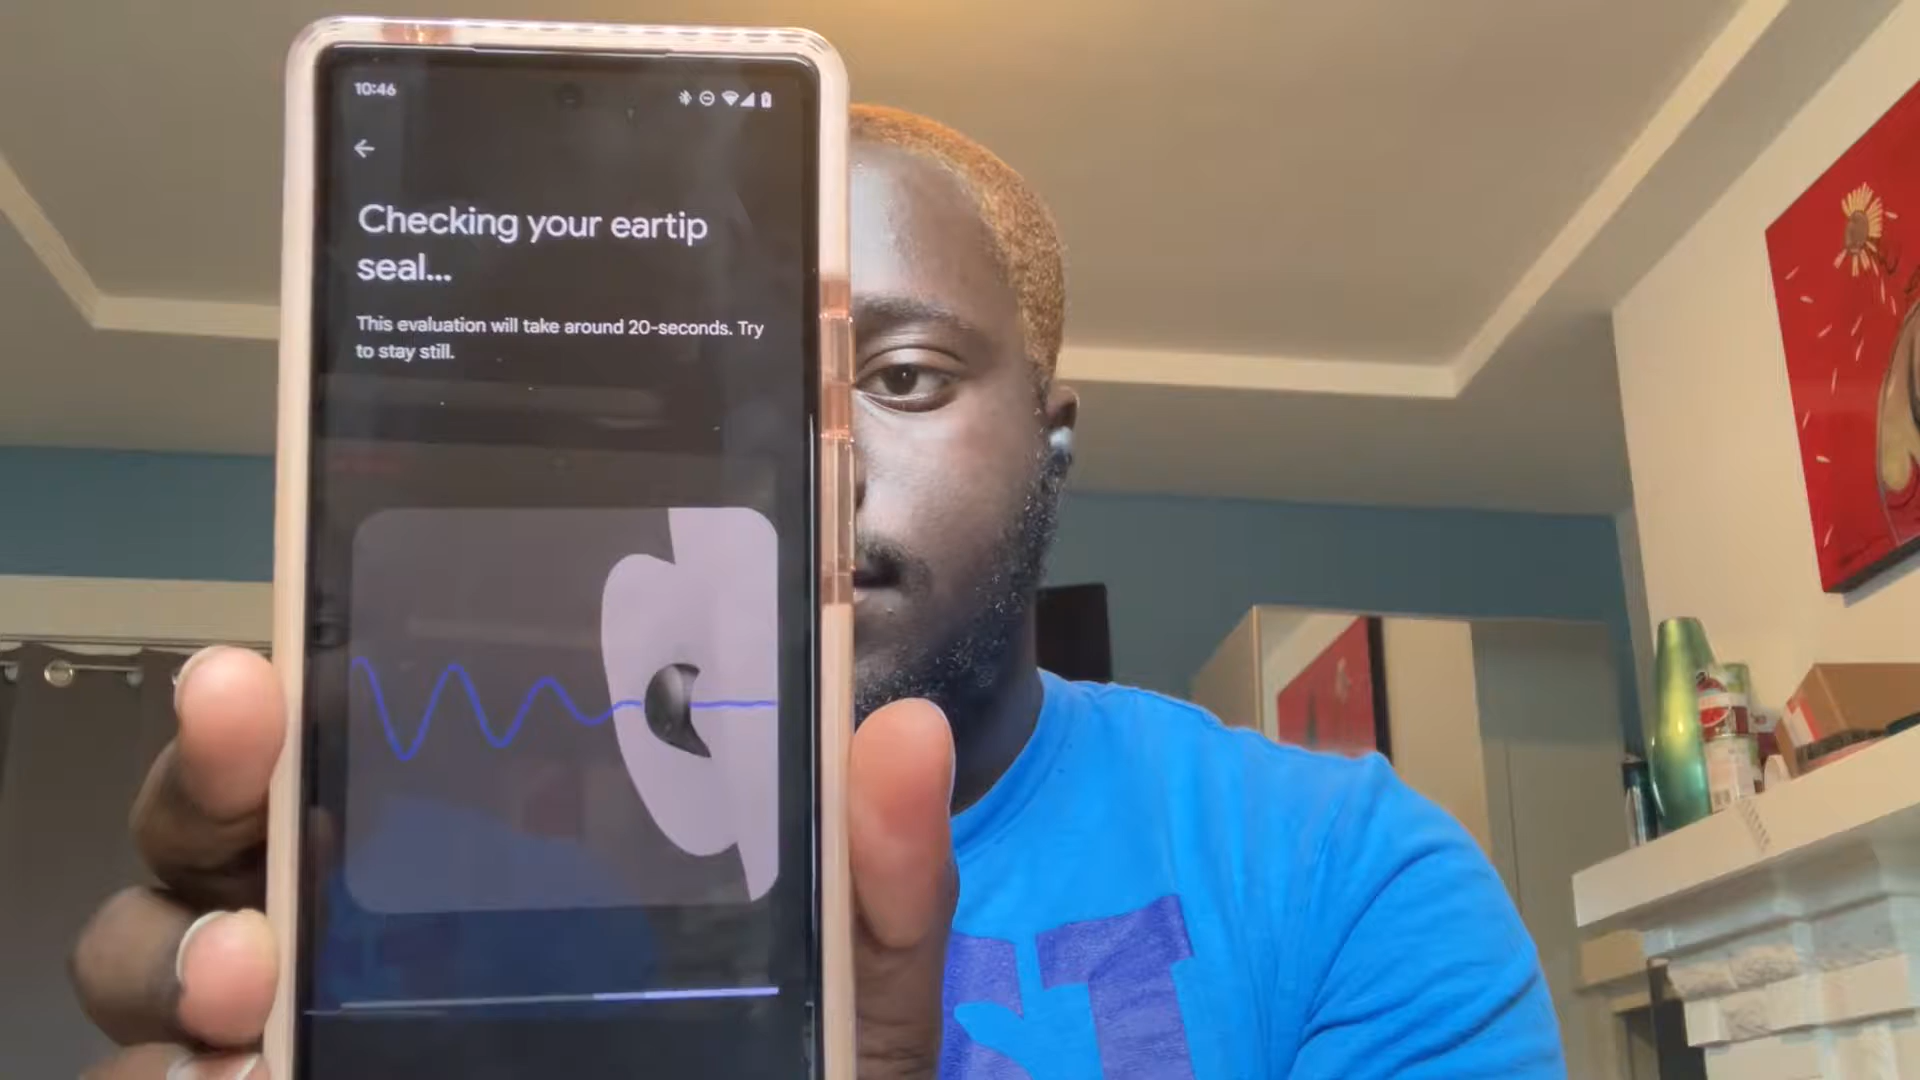 10:46
Checking your eartip
seal...
This evaluation will take around 20-seconds. Try
to stay still.